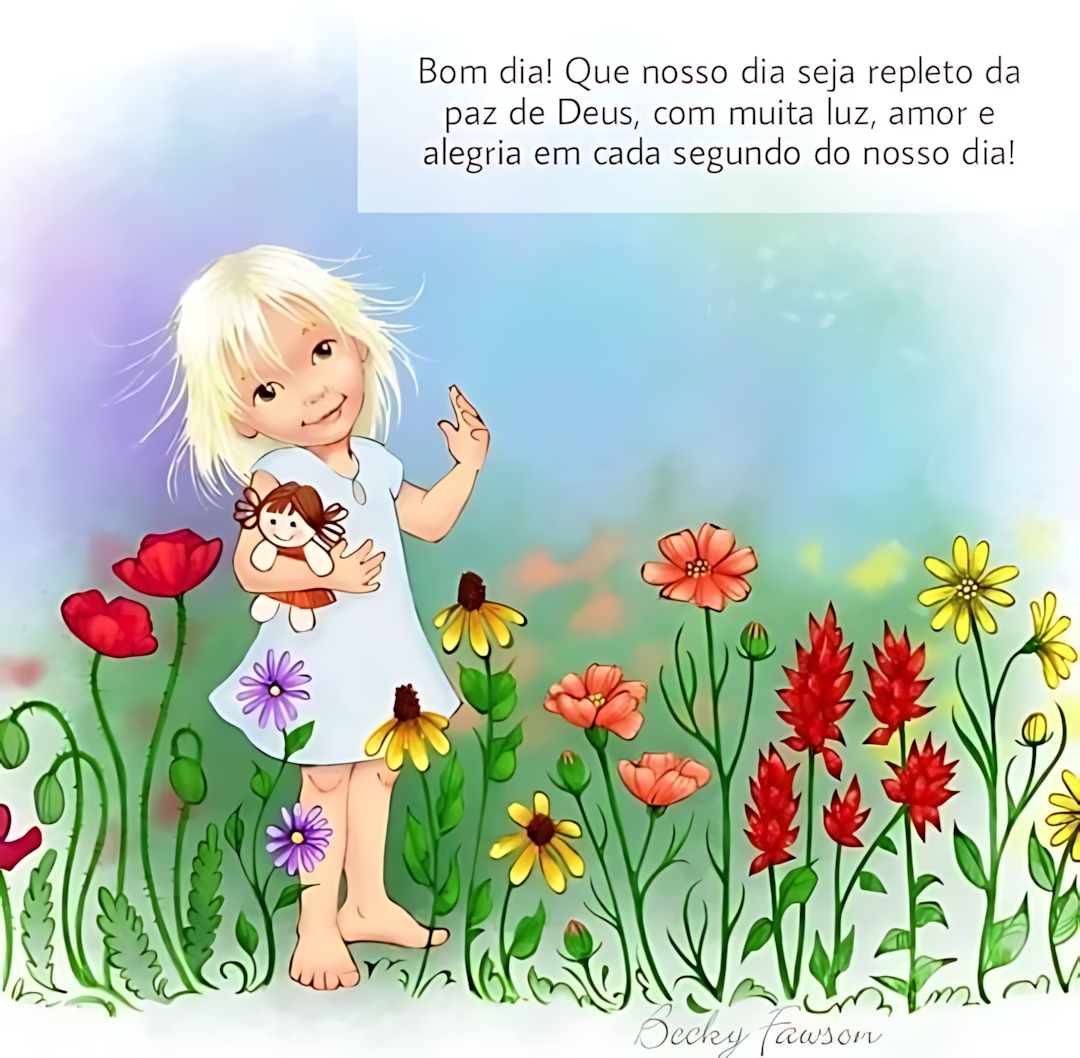 Bom dia! Que nosso dia seja repleto da
paz de Deus, com muita luz, amor e
alegria em cada segundo do nosso dia!
Becky Fawson